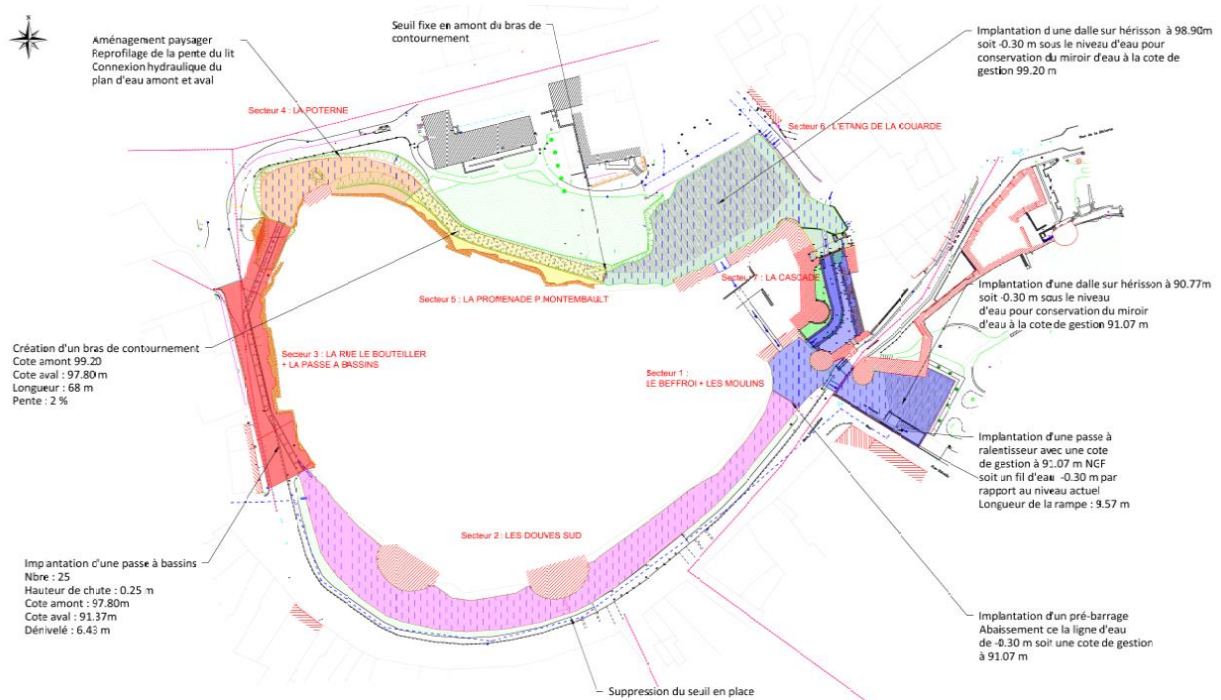 Seuil fixe en amont du bras de
contournement
Aménagement paysager
Reprofilage de la pente du lit
Connexion hydraulique du
plan d'eau amont et aval
Implantation d'une dalle sur hérisson à 98.90m
soit -0.30 m sous le niveau d'eau pour
conservation du miroir d'eau à la cote de
gestion 99.20 m
Secteur 4 : LA POTERNE
Secteur 6 : L'ETANG DE LA COUARDE
Secteur 7 : LA CASCADE
Implantation d'une dalle sur hérisson à 90.77m
soit -0.30 m sous le niveau
d'eau pour conservation du miroir
d'eau à la cote de gestion 91.07 m
Secteur 5 : LA PROMENADE P.MONTEMBAULT
Création d'un bras de contournement
Cote amont 99.20
Cote aval : 97.80 m
Longueur : 68 m
Pente : 2 %
Secteur 3 : LA RUE LE BOUTEILLER
+ LA PASSE A BASSINS
Secteur 1 :
LE BEFFROI + LES MOULINS
Implantation d'une passe à
ralentisseur avec une cote
de gestion à 91.07 m NGF
soit un fil d'eau -0.30 m par
rapport au niveau actuel
Longueur de la rampe : 9.57 m
Secteur 2 : LES DOUVES SUD
Implantation d'une passe à bassins
Nbre : 25
Hauteur de chute : 0.25 m
Cote amont : 97.80m
Cote aval : 91.37m
Dénivelé : 6.43 m
Implantation d'un pré-barrage
Abaissement de la ligne d'eau
de -0.30 m soit une cote de gestion
à 91.07 m
Suppression du seuil en place